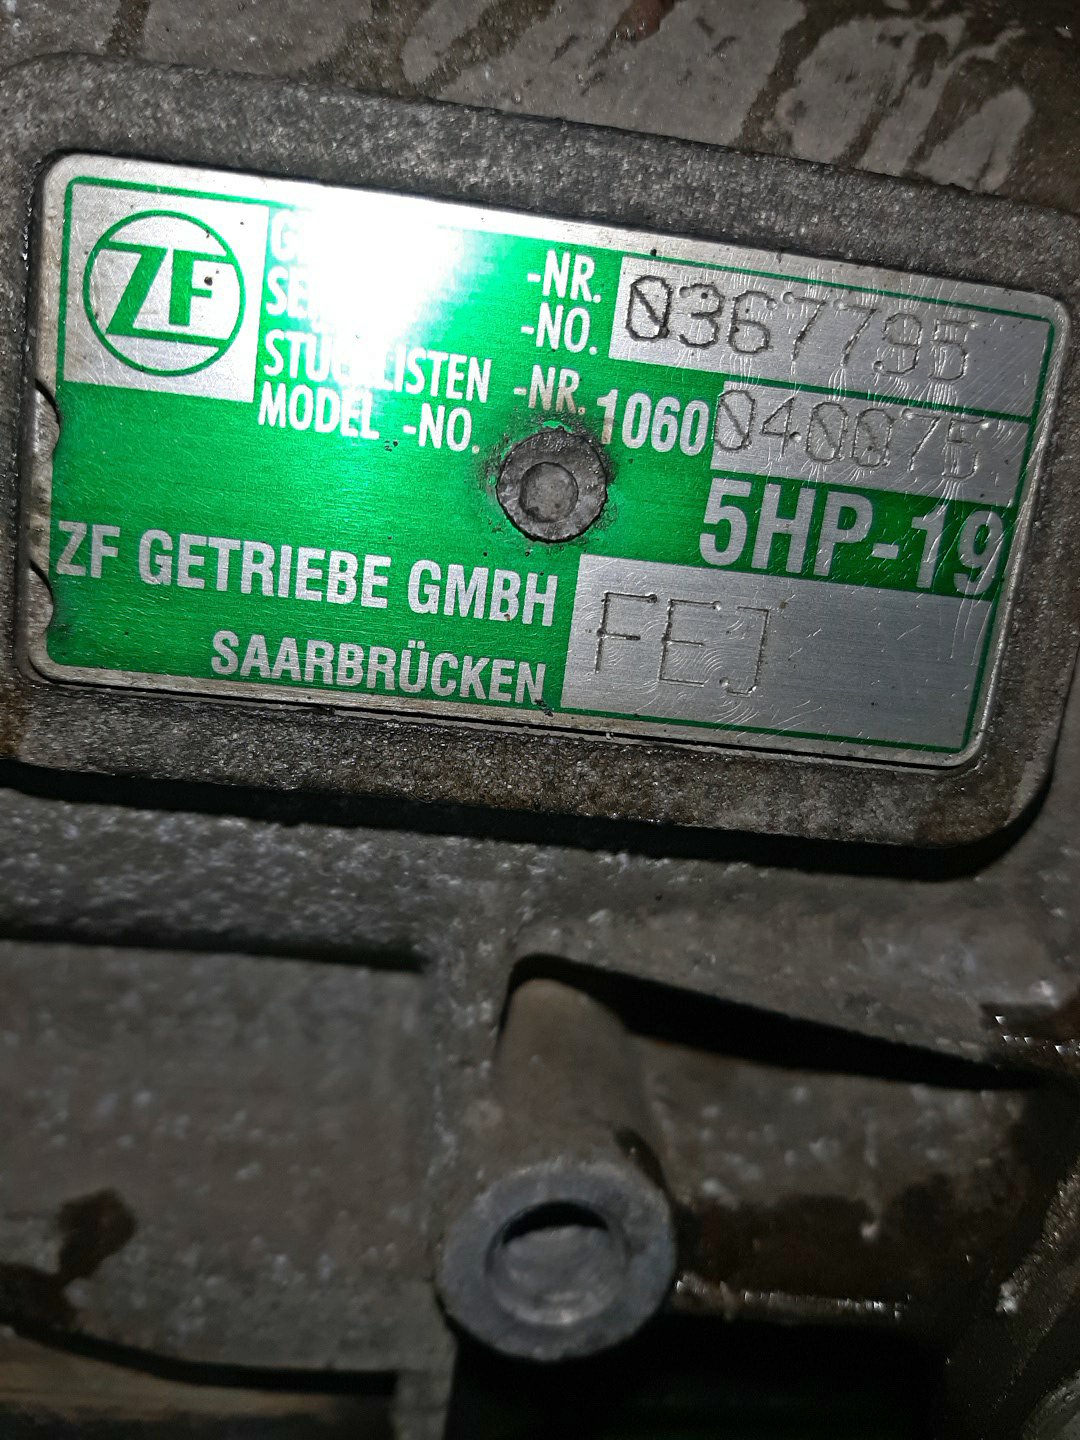 ZF
-NR. 0367795
-NO.
STÜCKLISTEN -NR.
MODEL -NO. 1060 040075
5HP-19
ZF GETRIEBE GMBH
SAARBRÜCKEN
FEJ